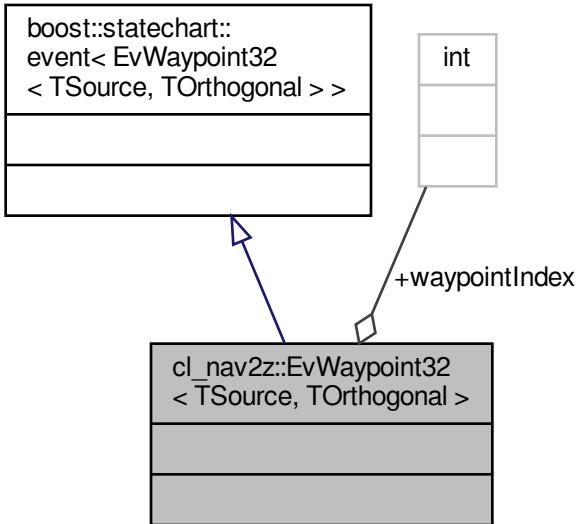 boost::statechart::
event< EvWaypoint32
< TSource, TOrthogonal > >
int
+waypointIndex
cl_nav2z::EvWaypoint32
< TSource, TOrthogonal >